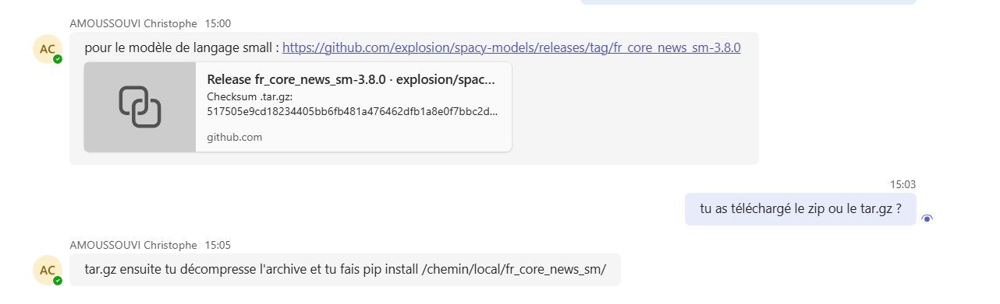 AMOUSSOUVI Christophe 15:00
AC
pour le modèle de langage small : https://github.com/explosion/spacy-models/releases/tag/fr_core_news_sm-3.8.0
Release fr_core_news_sm-3.8.0 · explosion/spac...
Checksum .tar.gz:
517505e9cd18234405bb6fb481a476462dfb1a8e0f7bbc2d...
github.com
15:03
tu as téléchargé le zip ou le tar.gz ?
AMOUSSOUVI Christophe 15:05
AC
tar.gz ensuite tu décompresse l'archive et tu fais pip install /chemin/local/fr_core_news_sm/